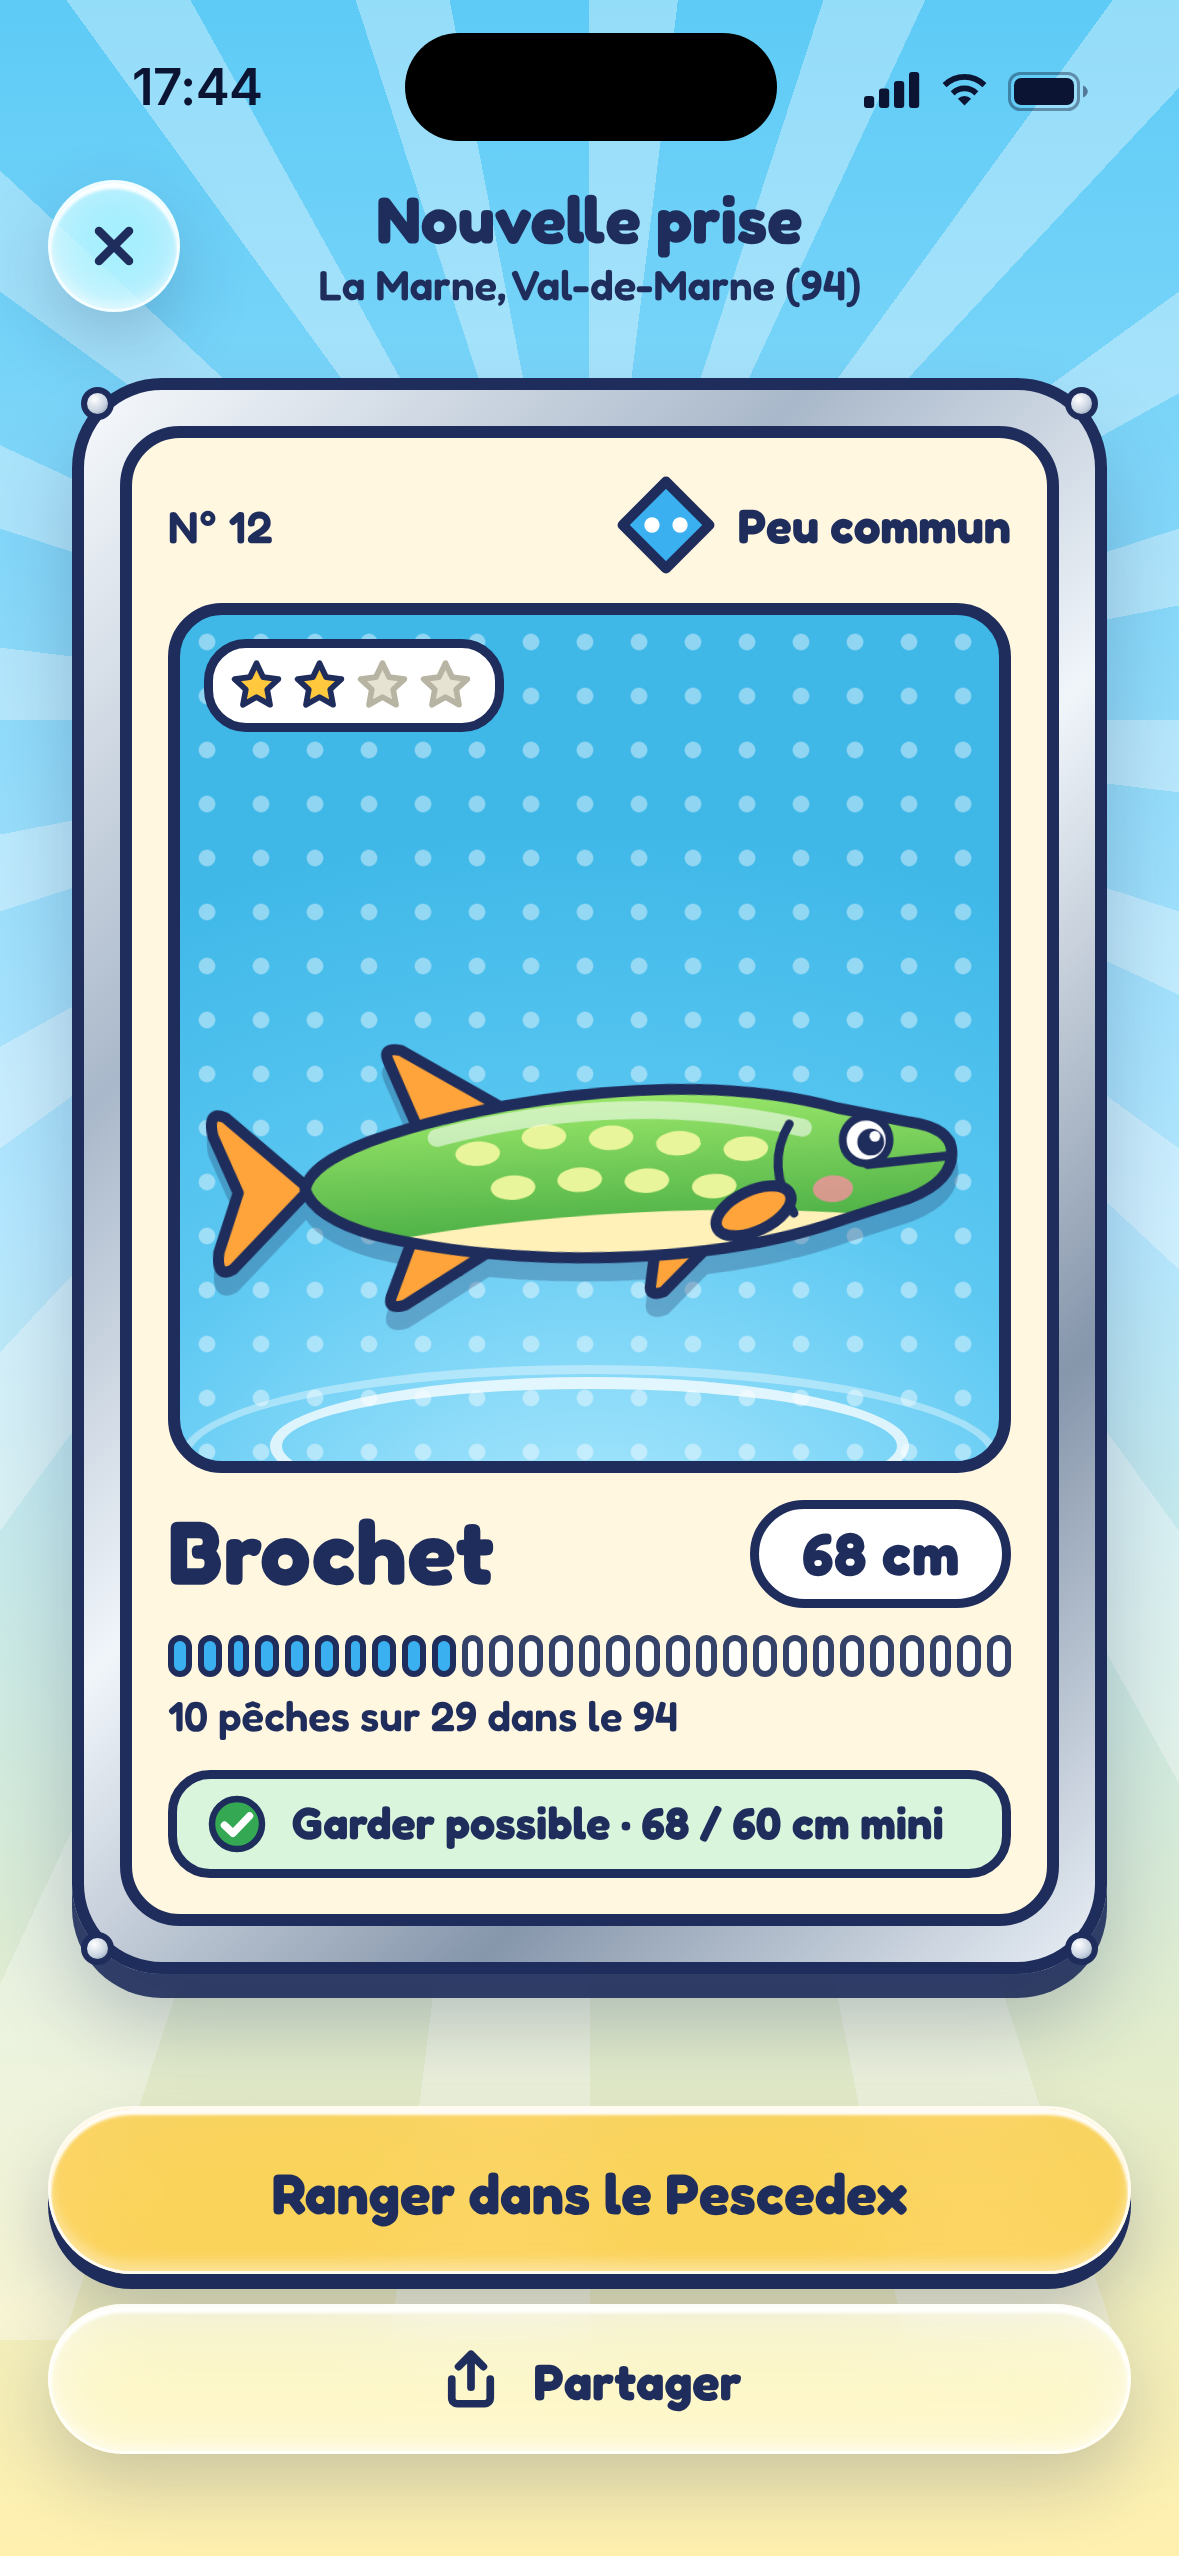 17:44
Nouvelle prise
La Marne, Val-de-Marne (94)
N° 12
Peu commun
Brochet
68 cm
10 pêches sur 29 dans le 94
Garder possible · 68 / 60 cm mini
Ranger dans le Pescedex
Partager